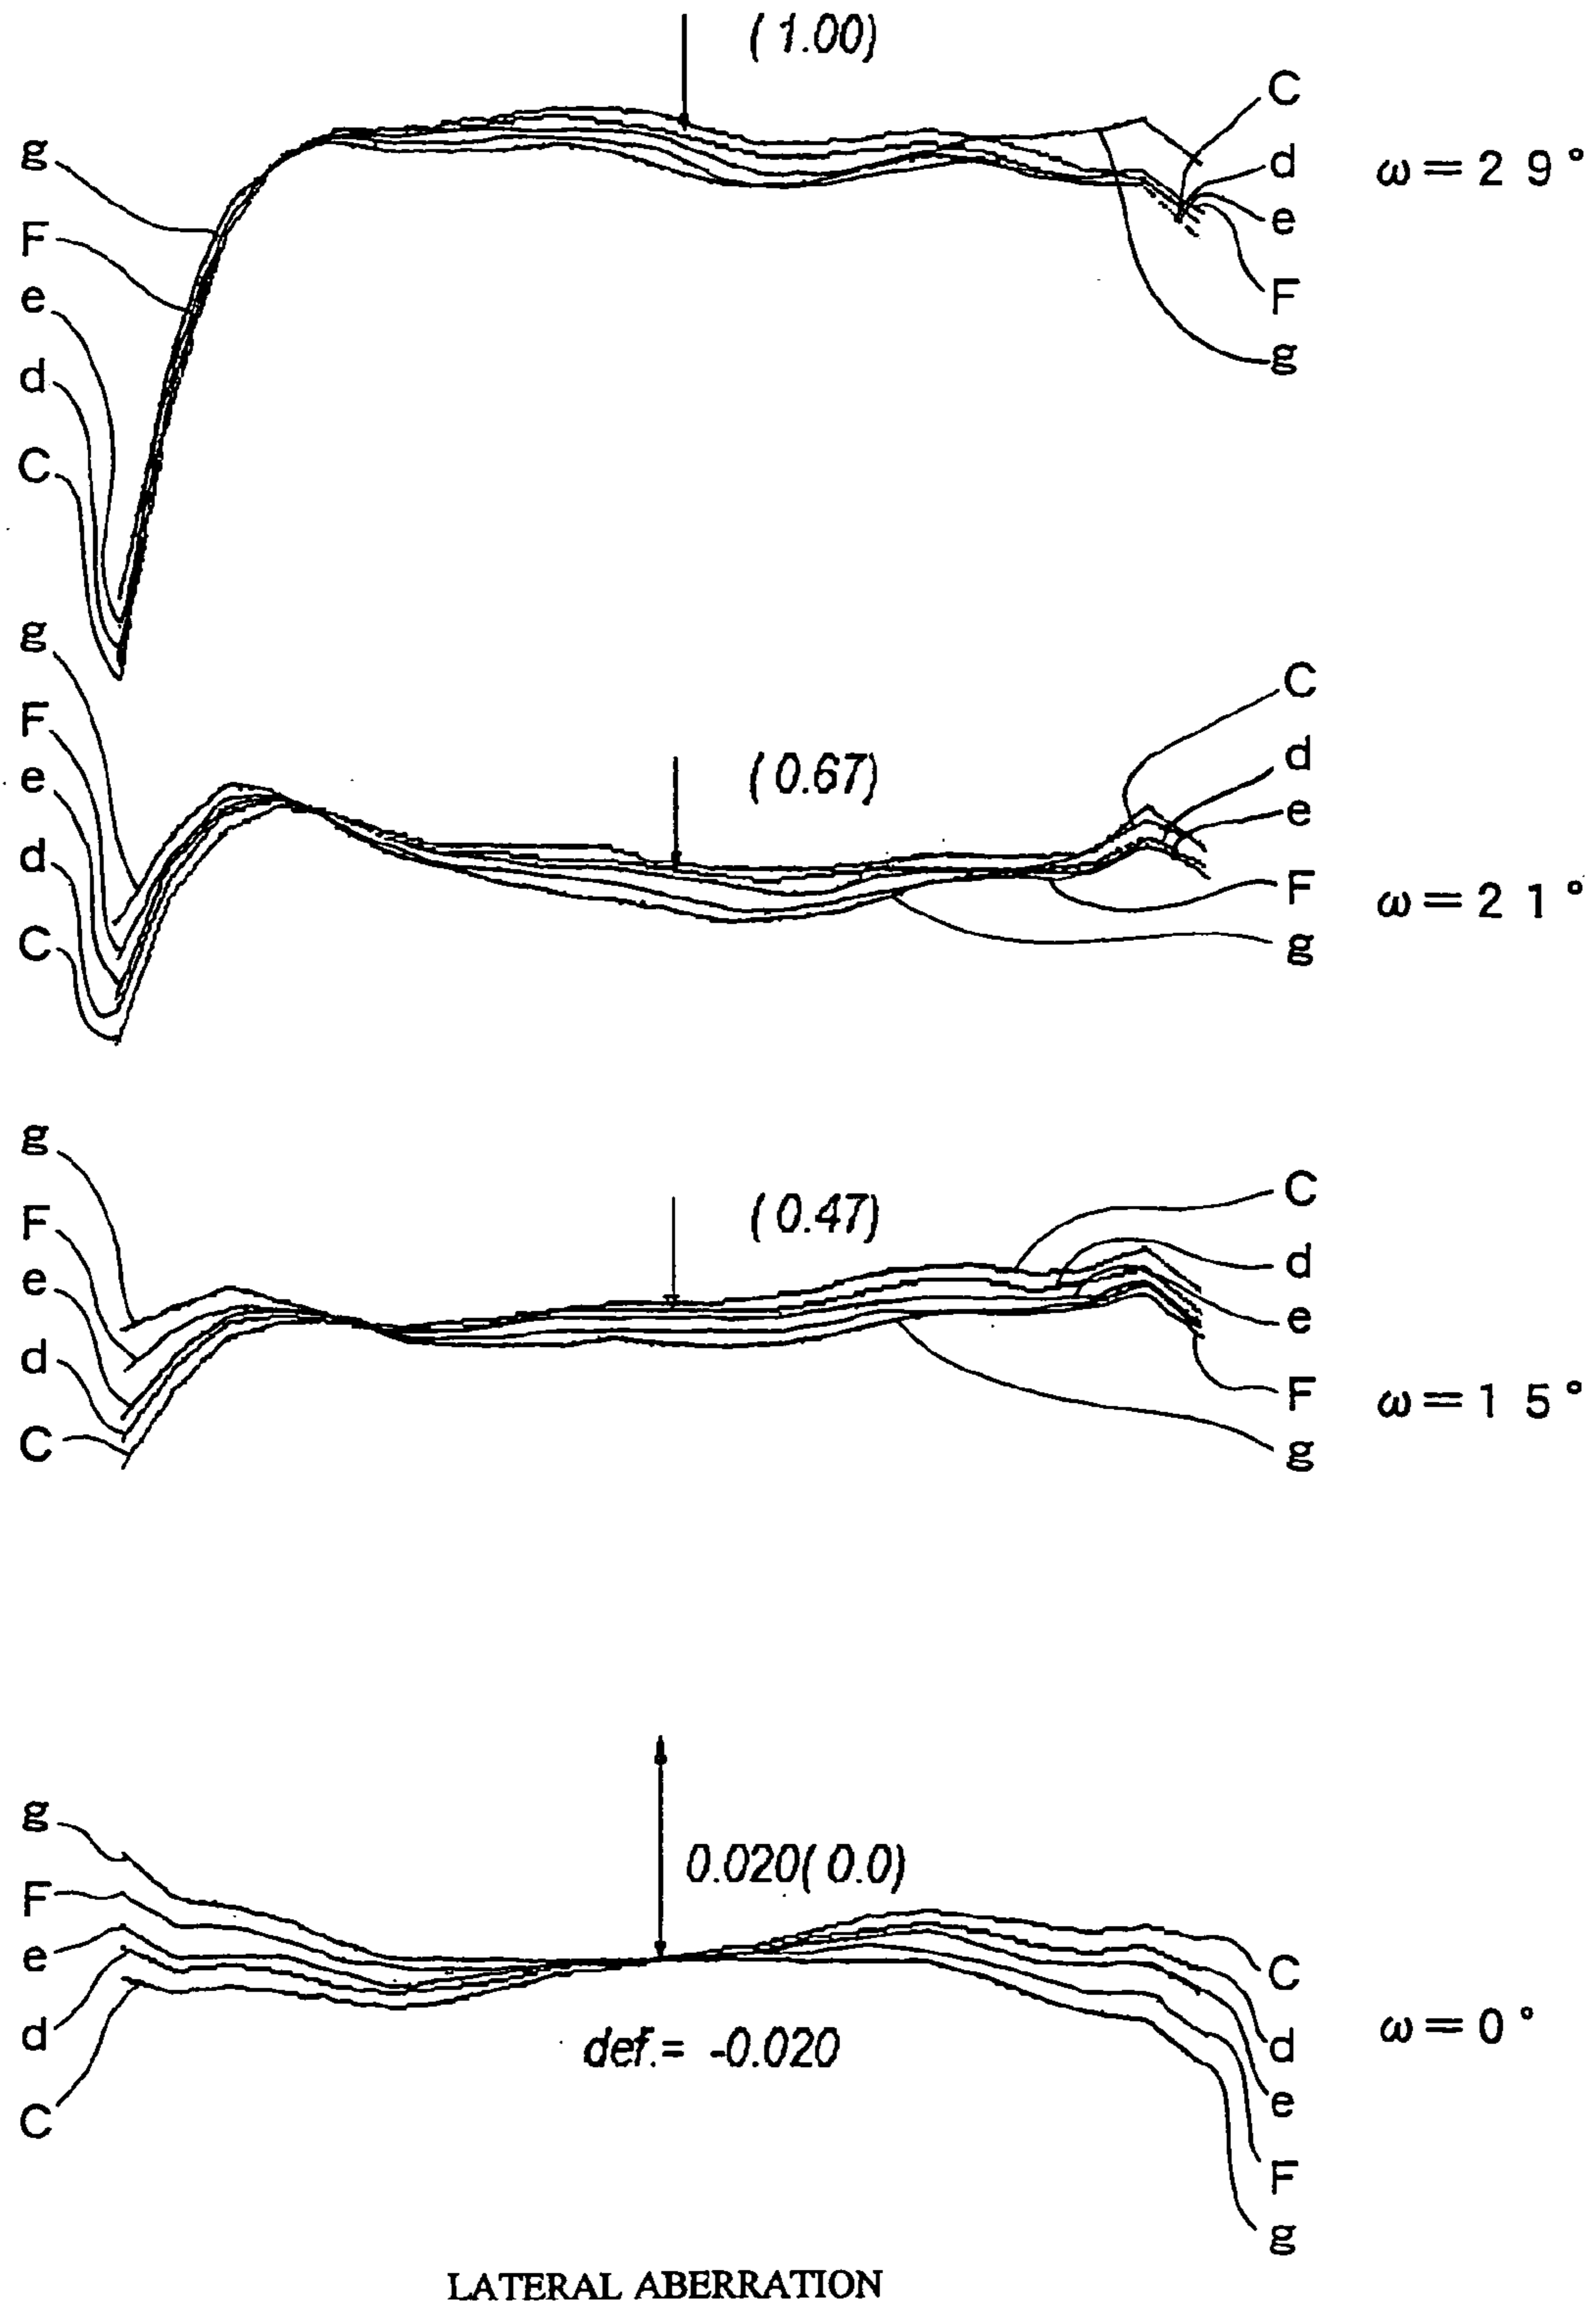 (1.00)
C
g
d
ω=29°
e
F
F
e
g
d
C
g
C
F
d
(0.67)
e
e
d
F
ω=21°
C
g
g
C
(0.47)
F
d
e
e
d
F
ω=15°
C
g
g
0.020(0.0)
F
e
C
d
def.= -0.020
d
ω=0°
e
C
F
g
LATERAL ABERRATION